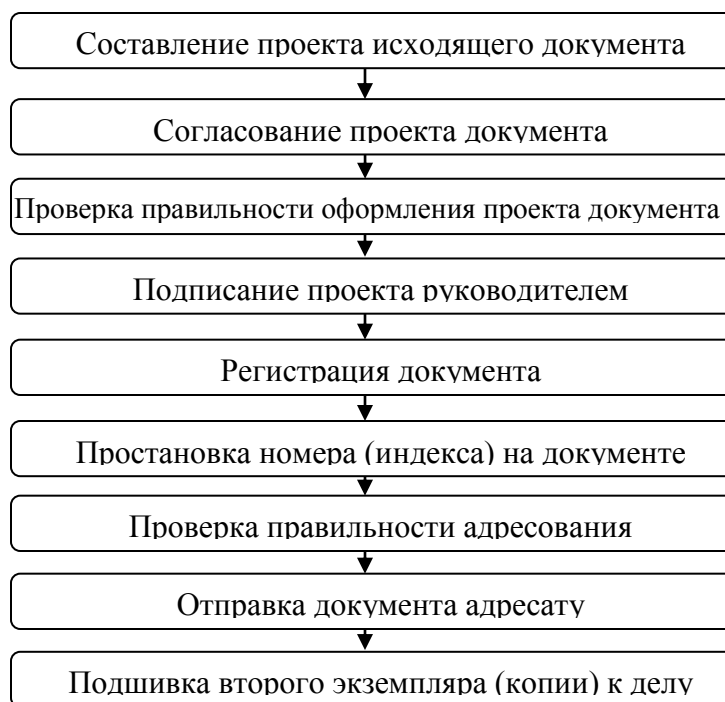 Составление проекта исходящего документа
Согласование проекта документа
Проверка правильности оформления проекта документа
Подписание проекта руководителем
Регистрация документа
Простановка номера (индекса) на документе
Проверка правильности адресования
Отправка документа адресату
Подшивка второго экземпляра (копии) к делу